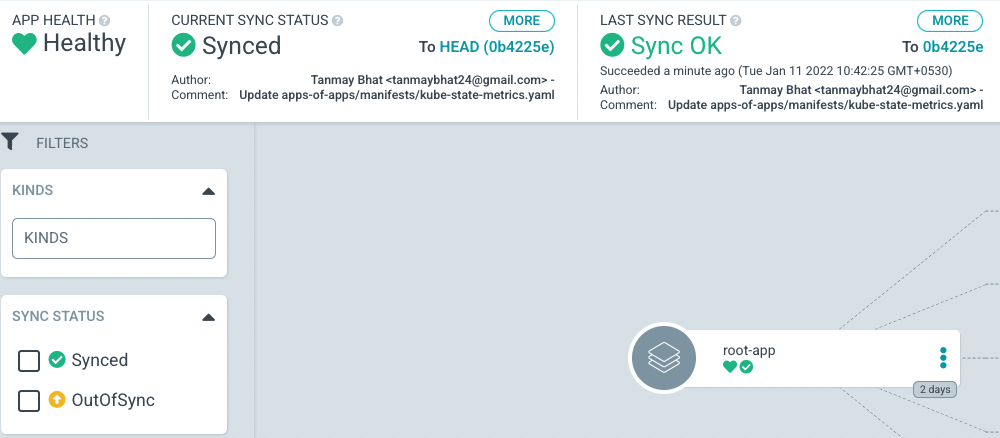 APP HEALTH
Healthy
CURRENT SYNC STATUS
MORE
Synced
To HEAD (0b4225e)
Author: Tanmay Bhat <tanmaybhat24@gmail.com> -
Comment: Update apps-of-apps/manifests/kube-state-metrics.yaml
LAST SYNC RESULT
MORE
Sync OK
To 0b4225e
Succeeded a minute ago (Tue Jan 11 2022 10:42:25 GMT+0530)
Author: Tanmay Bhat <tanmaybhat24@gmail.com> -
Comment: Update apps-of-apps/manifests/kube-state-metrics.yaml
FILTERS
KINDS
KINDS
SYNC STATUS
Synced
OutOfSync
root-app
2 days